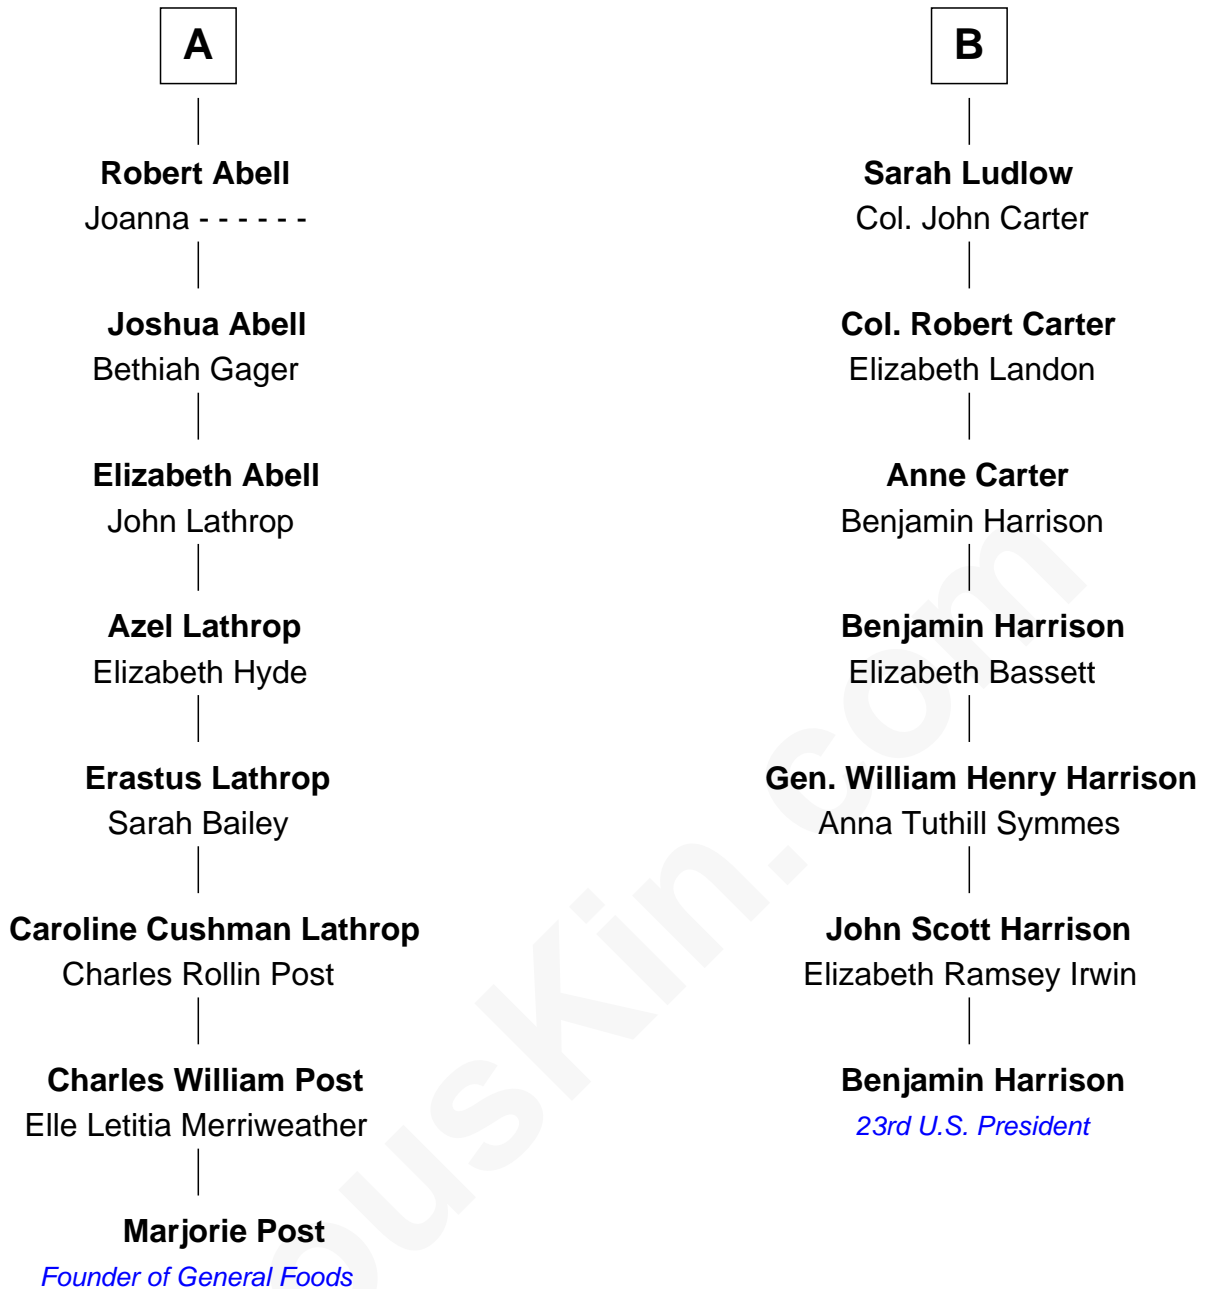 A
Robert Abell
Joanna - - - - - -
Joshua Abell
Bethiah Gager
Elizabeth Abell
John Lathrop
Azel Lathrop
Elizabeth Hyde
Erastus Lathrop
Sarah Bailey
Caroline Cushman Lathrop
Charles Rollin Post
Charles William Post
Elle Letitia Merriweather
Marjorie Post
Founder of General Foods
B
Sarah Ludlow
Col. John Carter
Col. Robert Carter
Elizabeth Landon
Anne Carter
Benjamin Harrison
Benjamin Harrison
Elizabeth Bassett
Gen. William Henry Harrison
Anna Tuthill Symmes
John Scott Harrison
Elizabeth Ramsey Irwin
Benjamin Harrison
23rd U.S. President
ouskin.com